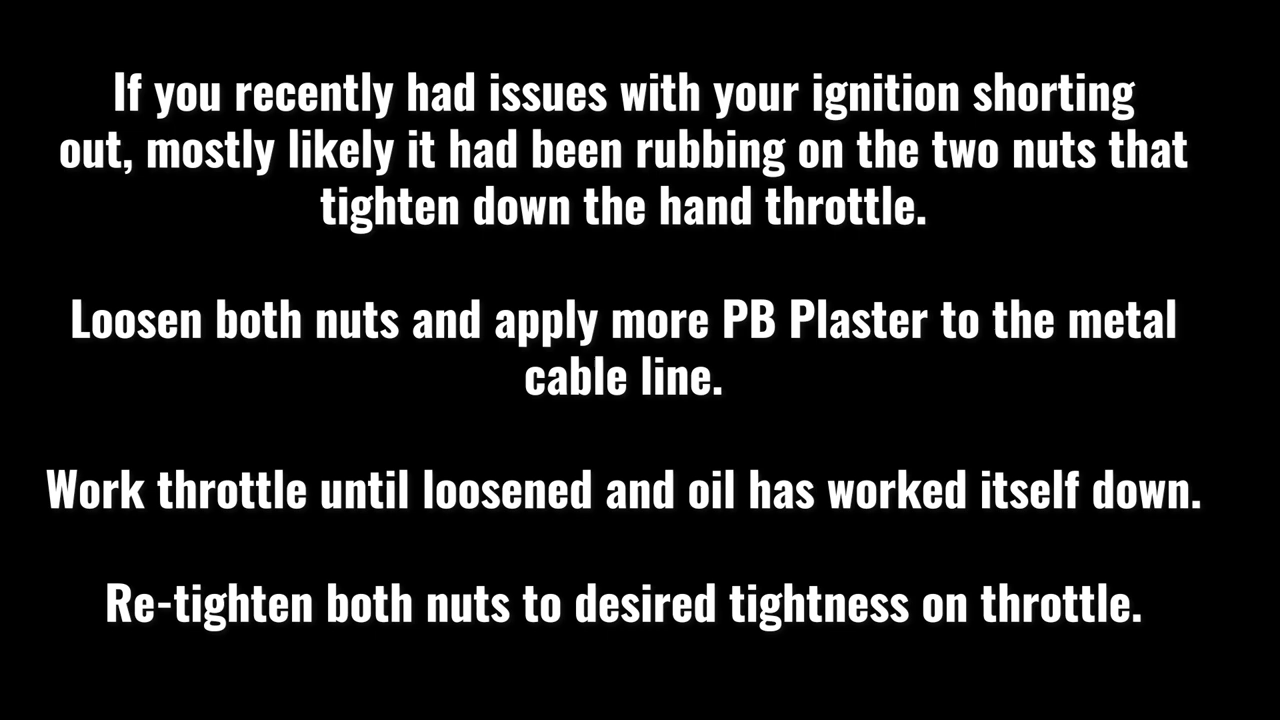 If you recently had issues with your ignition shorting
out, mostly likely it had been rubbing on the two nuts that
tighten down the hand throttle.
Loosen both nuts and apply more PB Plaster to the metal
cable line.
Work throttle until loosened and oil has worked itself down.
Re-tighten both nuts to desired tightness on throttle.